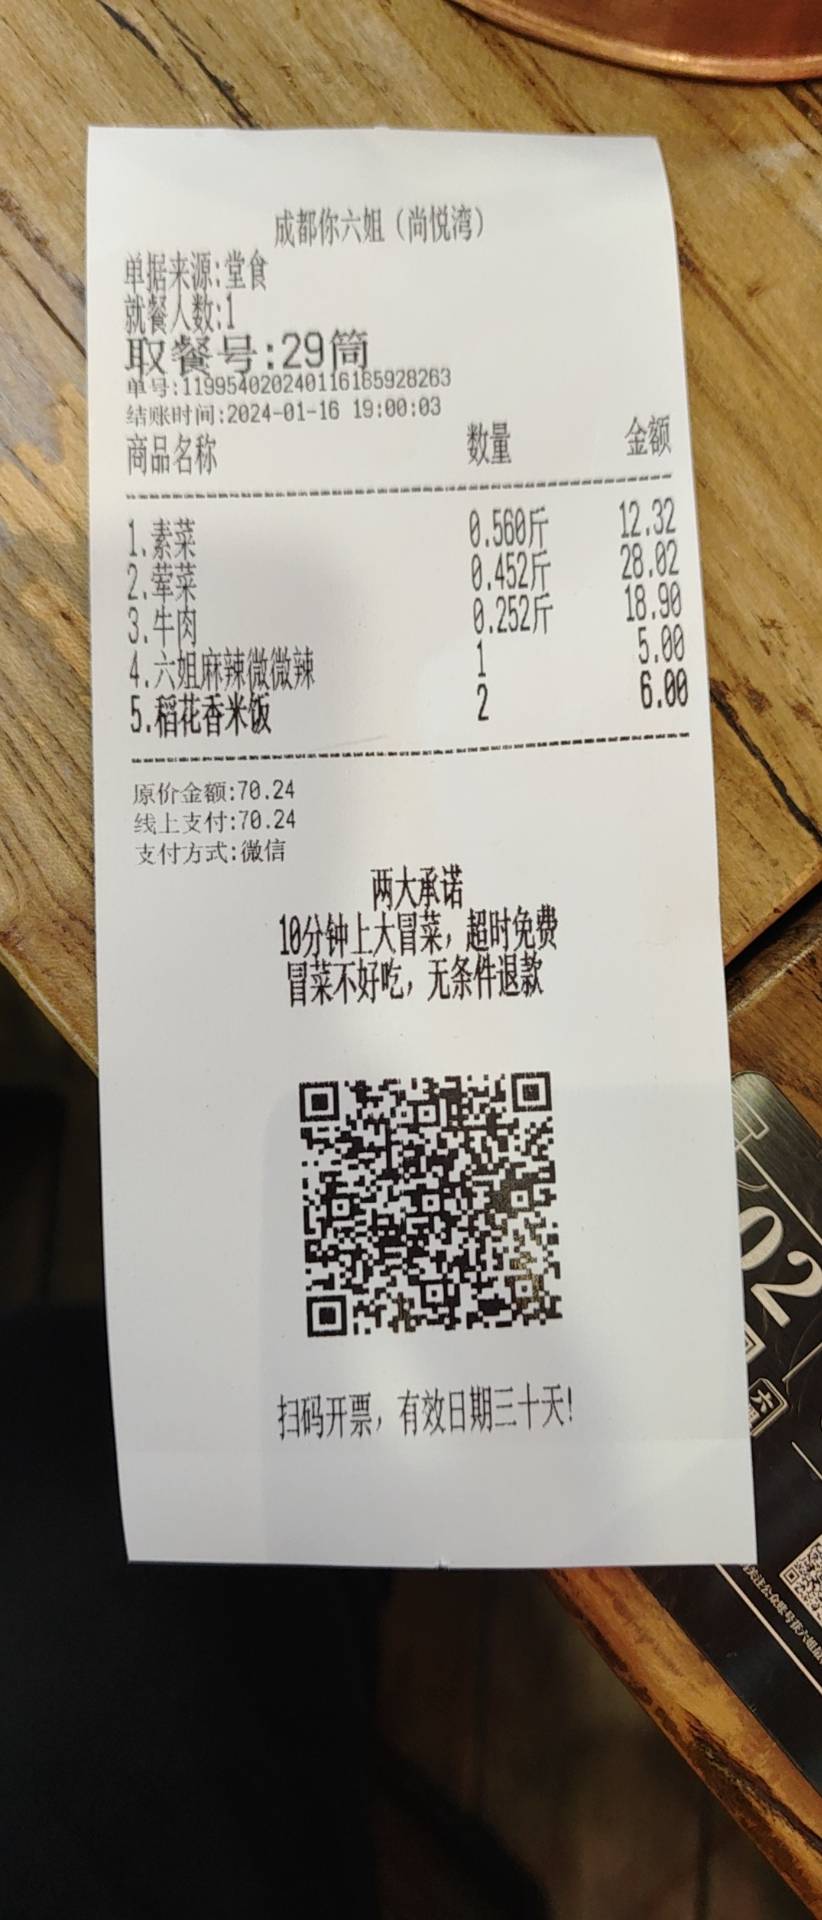 成都你六姐（尚悦湾）
单据来源:堂食
就餐人数:1
取餐号:29筒
单号:119954020240116185928263
结账时间:2024-01-16 19:00:03
商品名称 数量 金额
1.素菜 0.560斤 12.32
2.荤菜 0.452斤 28.02
3.牛肉 0.252斤 18.90
4.六姐麻辣微微辣 1 5.00
5.稻花香米饭 2 6.00
原价金额:70.24
线上支付:70.24
支付方式:微信
两大承诺
10分钟上大冒菜，超时免费
冒菜不好吃，无条件退款
扫码开票，有效日期三十天!
02
六姐